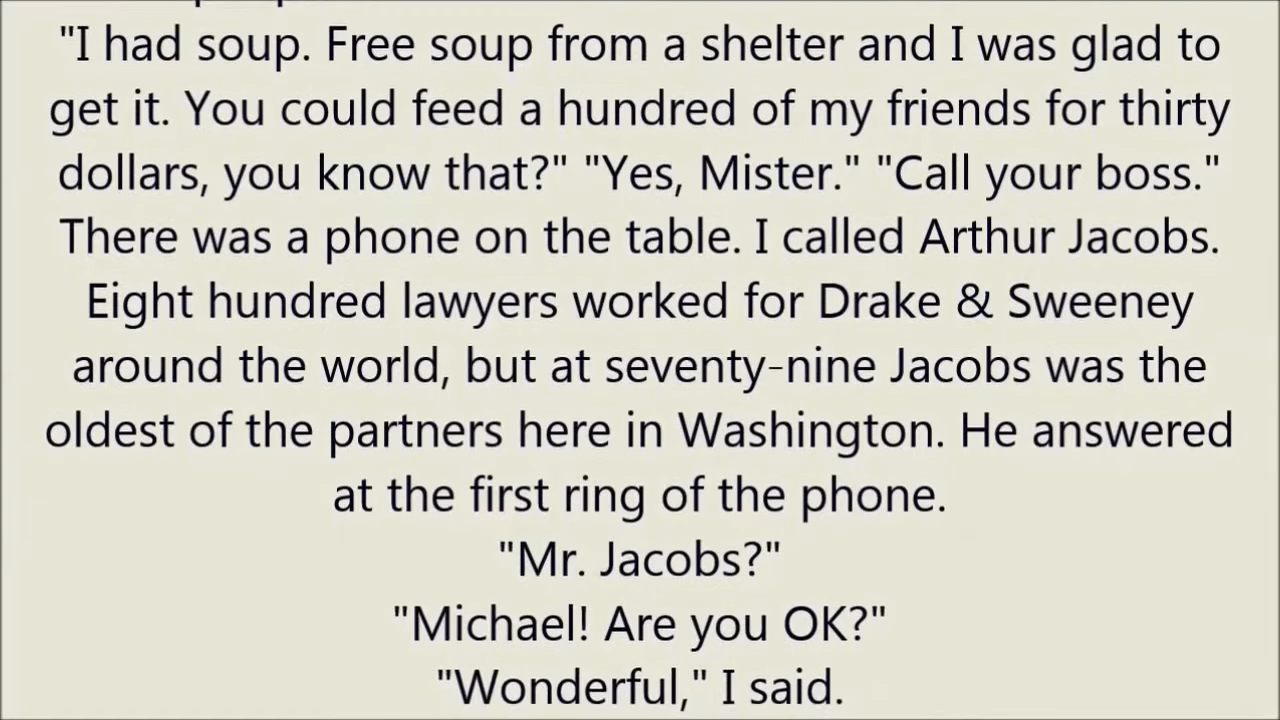 "I had soup. Free soup from a shelter and I was glad to
get it. You could feed a hundred of my friends for thirty
dollars, you know that?" "Yes, Mister." "Call your boss."
There was a phone on the table. I called Arthur Jacobs.
Eight hundred lawyers worked for Drake & Sweeney
around the world, but at seventy-nine Jacobs was the
oldest of the partners here in Washington. He answered
at the first ring of the phone.
"Mr. Jacobs?"
"Michael! Are you OK?"
"Wonderful," I said.